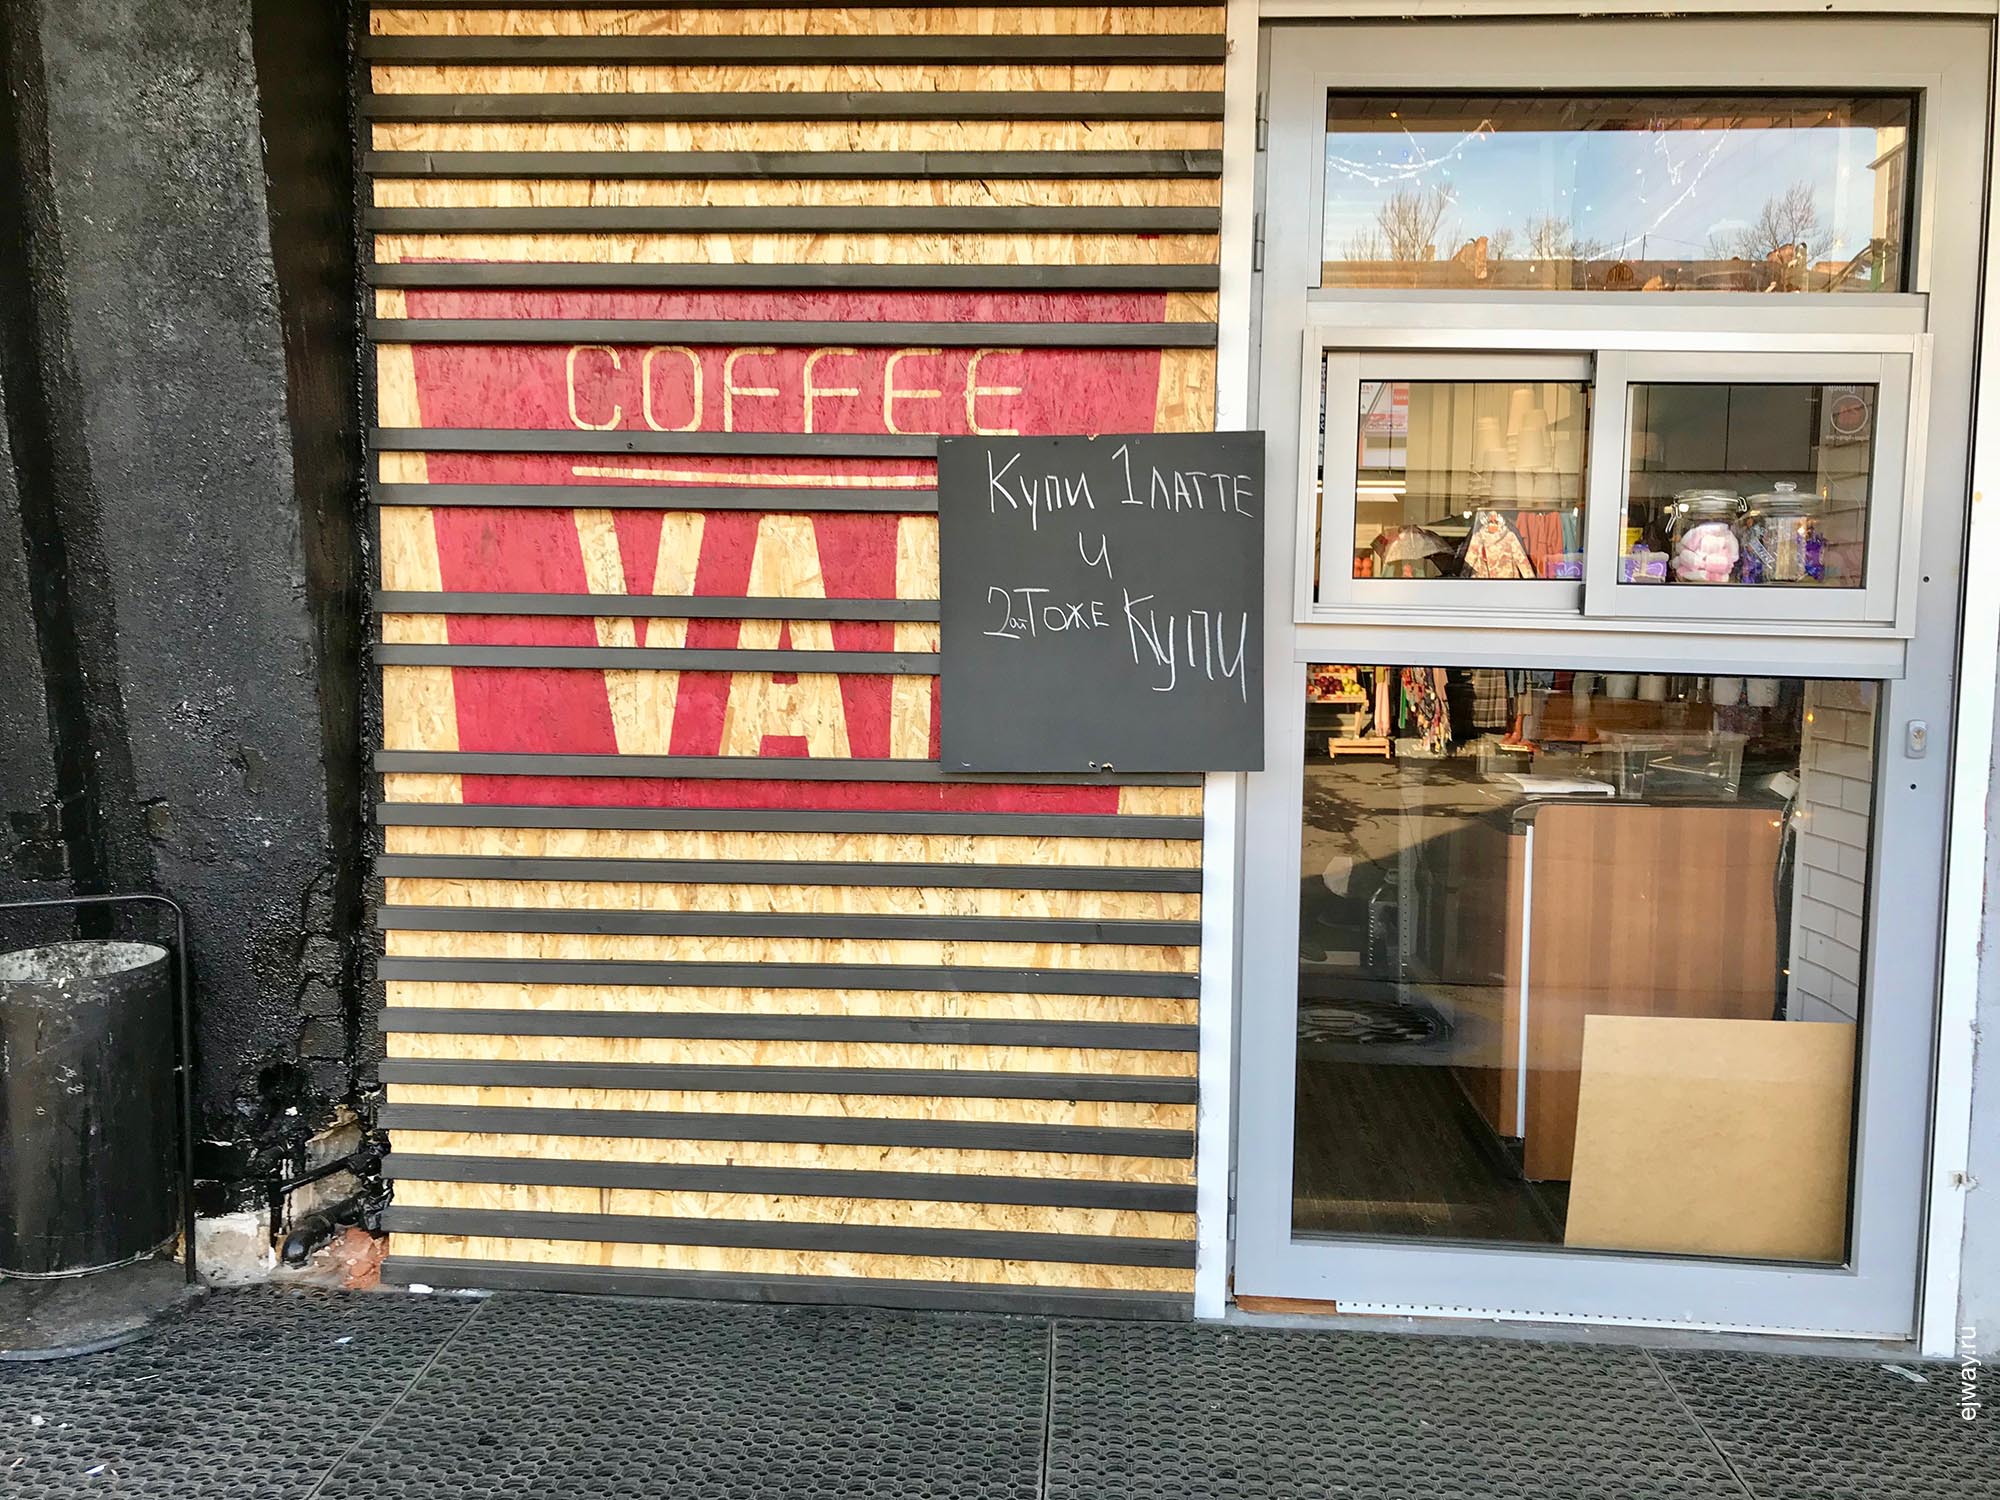 COFFEE
VA
Купи 1 ЛАТТЕ
и
2ой Тоже Купи
ejway.ru